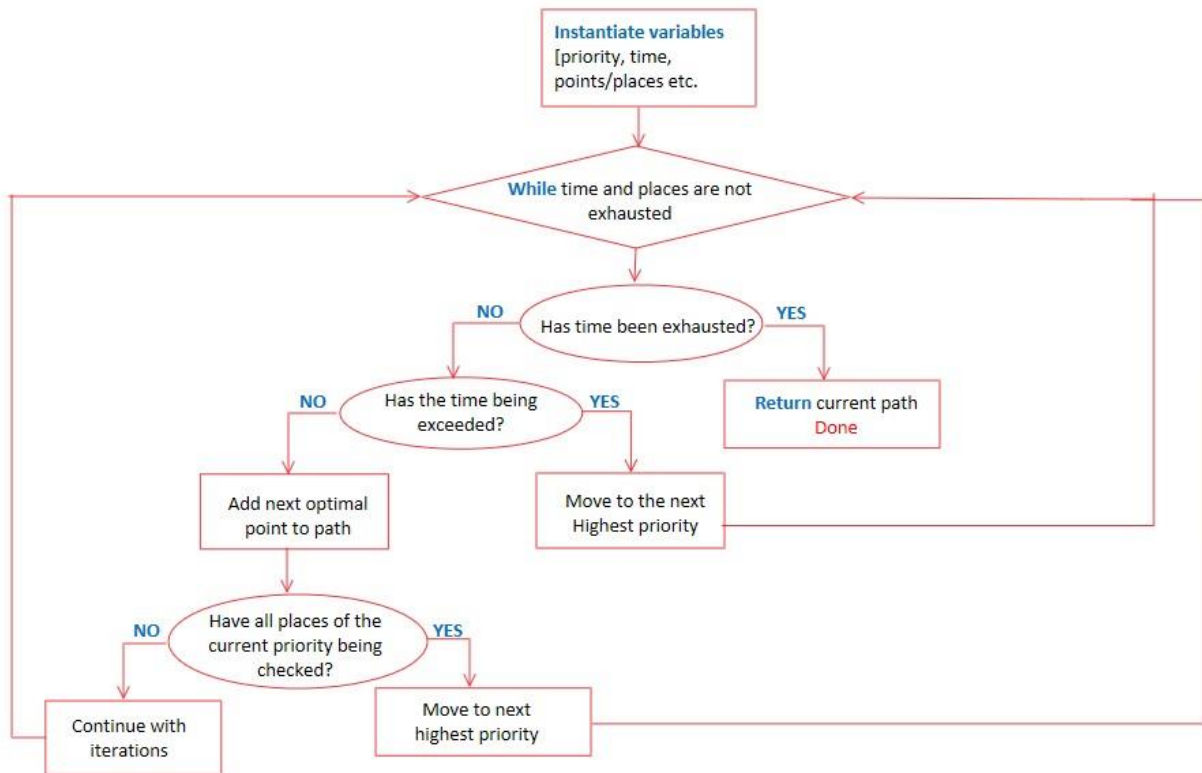 Instantiate variables
[priority, time,
points/places etc.
While time and places are not
exhausted
NO
Has time been exhausted?
YES
NO
Has the time being
exceeded?
YES
Return current path
Done
Add next optimal
point to path
Move to the next
Highest priority
NO
Have all places of the
current priority being
checked?
YES
Continue with
iterations
Move to next
highest priority